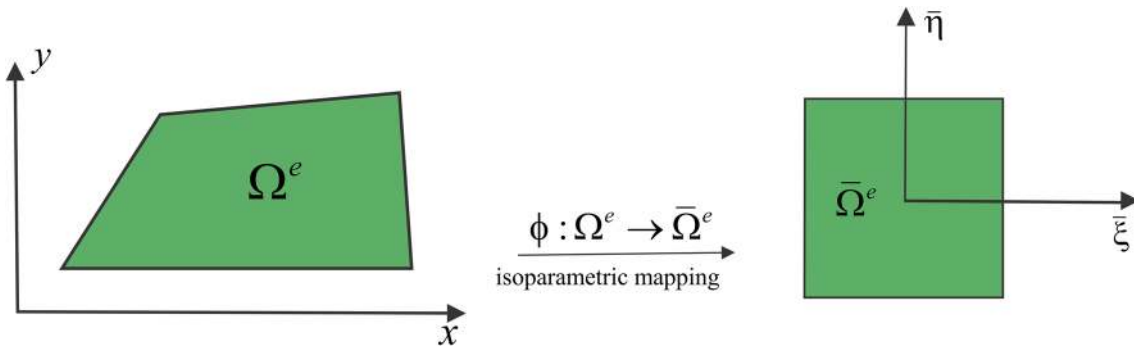 y
Ω^e
x
ϕ : Ω^e → Ω̄^e
isoparametric mapping
η̄
Ω̄^e
ξ̄